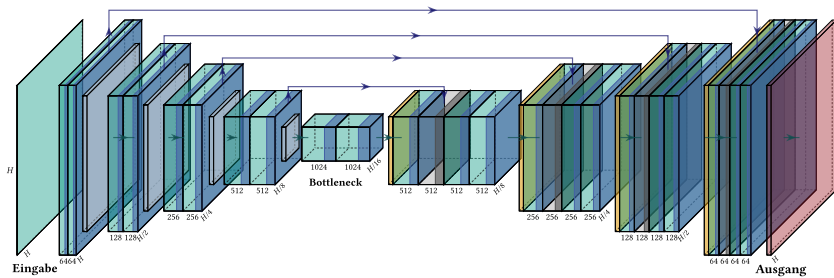 H
H
Eingabe
64 64 H
128 128 H/2
256 256 H/4
512 512 H/8
1024 1024 H/16
Bottleneck
512 512 512 512 H/8
256 256 256 256 H/4
128 128 128 128 H/2
64 64 64 64 H
Ausgang